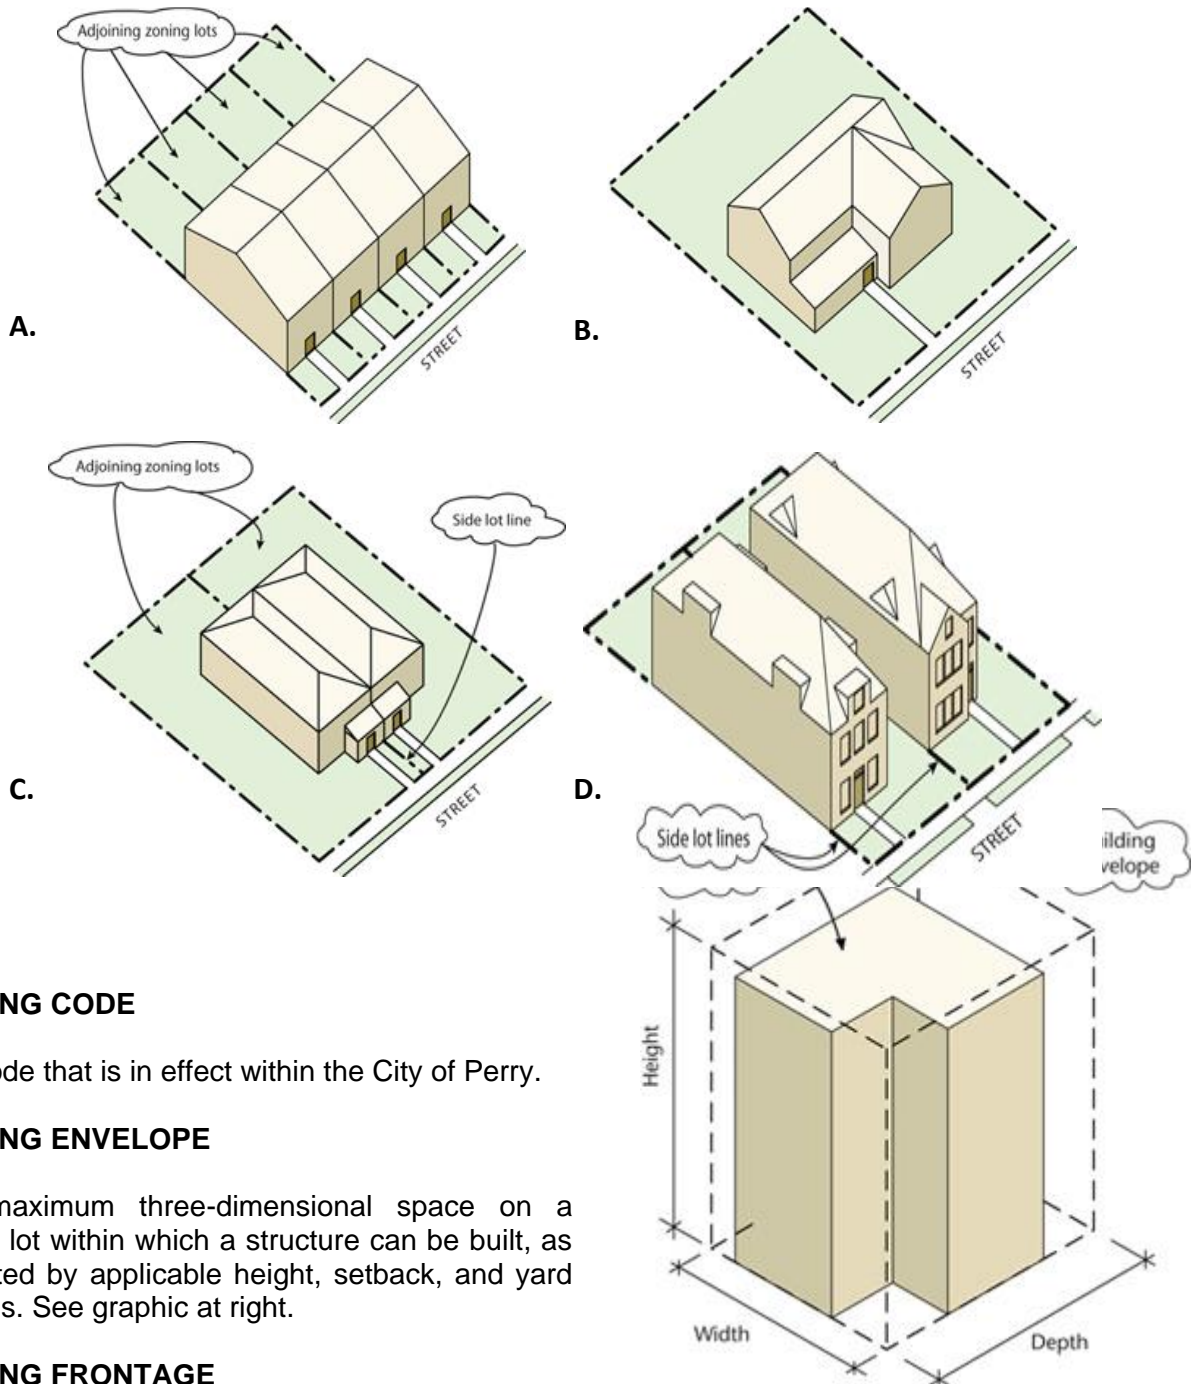 Adjoining zoning lots
STREET
A.
STREET
B.
Adjoining zoning lots
Side lot line
STREET
C.
Side lot lines
STREET
D.
ilding
velope
Height
Width
Depth
NG CODE
ode that is in effect within the City of Perry.
NG ENVELOPE
maximum three-dimensional space on a
lot within which a structure can be built, as
ted by applicable height, setback, and yard
s. See graphic at right.
NG FRONTAGE